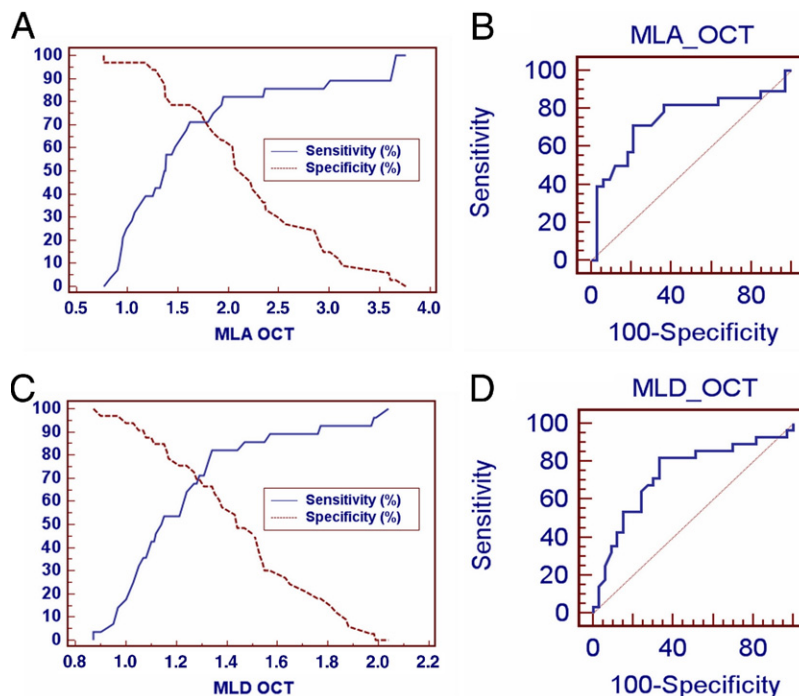 A
100
90
80
70
60
50
40
30
20
10
0
Sensitivity (%)
Specificity (%)
0.5 1.0 1.5 2.0 2.5 3.0 3.5 4.0
MLA OCT
B
MLA_OCT
100
80
60
40
20
0
Sensitivity
0 40 80
100-Specificity
C
100
90
80
70
60
50
40
30
20
10
0
Sensitivity (%)
Specificity (%)
0.8 1.0 1.2 1.4 1.6 1.8 2.0 2.2
MLD OCT
D
MLD_OCT
100
80
60
40
20
0
Sensitivity
0 40 80
100-Specificity